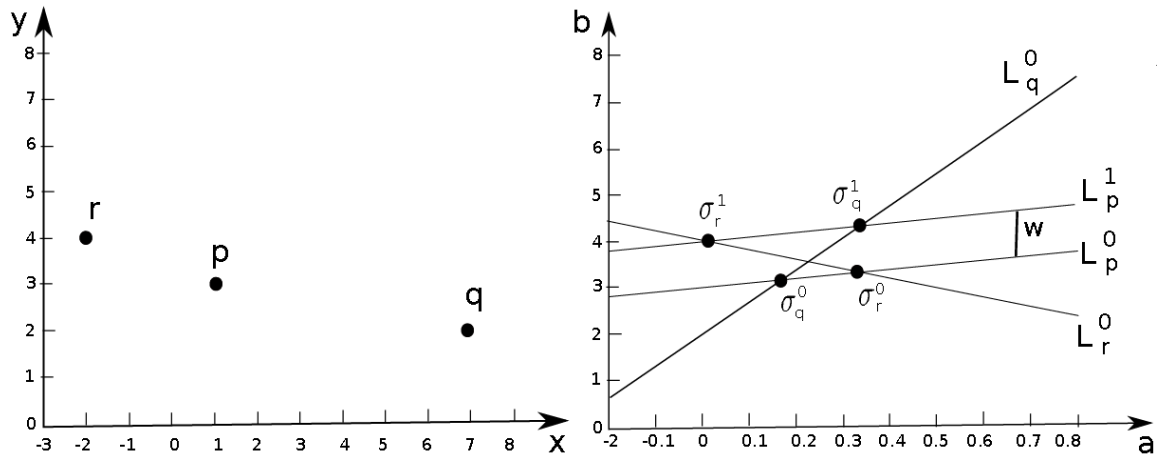 y
8
7
6
5
4
3
2
1
0
r
p
q
-3 -2 -1 0 1 2 3 4 5 6 7 8
x
b
8
7
6
5
4
3
2
1
0
L⁰q
L¹p
w
L⁰p
L⁰r
σ¹r
σ¹q
σ⁰q
σ⁰r
-2 -0.1 0 0.1 0.2 0.3 0.4 0.5 0.6 0.7 0.8
a